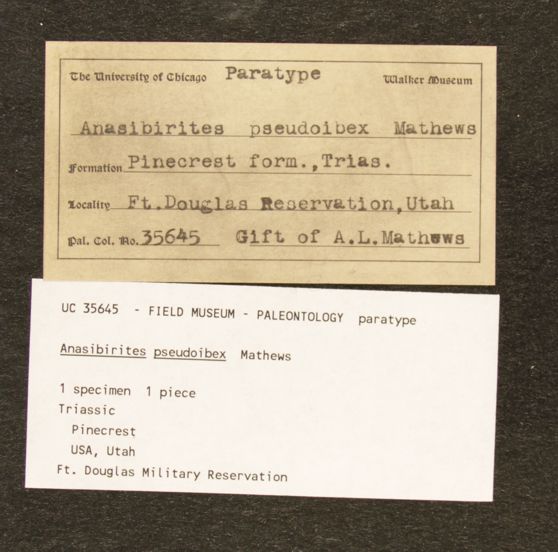 The University of Chicago Paratype Walker Museum
Anasibirites pseudoibex Mathews
Formation Pinecrest form.,Trias.
Locality Ft.Douglas Reservation,Utah
Pal. Col. No. 35645 Gift of A.L.Mathews
UC 35645 - FIELD MUSEUM - PALEONTOLOGY paratype
Anasibirites pseudoibex Mathews
1 specimen 1 piece
Triassic
Pinecrest
USA, Utah
Ft. Douglas Military Reservation